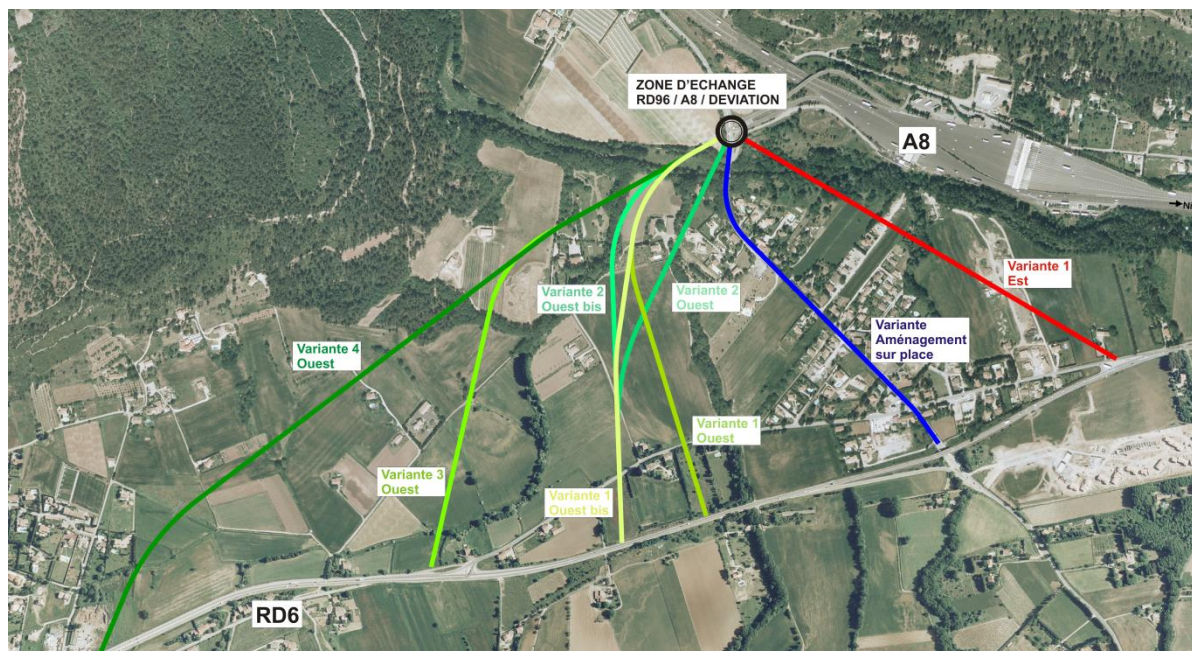 ZONE D'ECHANGE
RD96 / A8 / DEVIATION
A8
Variante 1
Est
Variante 2
Ouest bis
Variante 2
Ouest
Variante
Aménagement
sur place
Variante 4
Ouest
Variante 1
Ouest
Variante 3
Ouest
Variante 1
Ouest bis
RD6